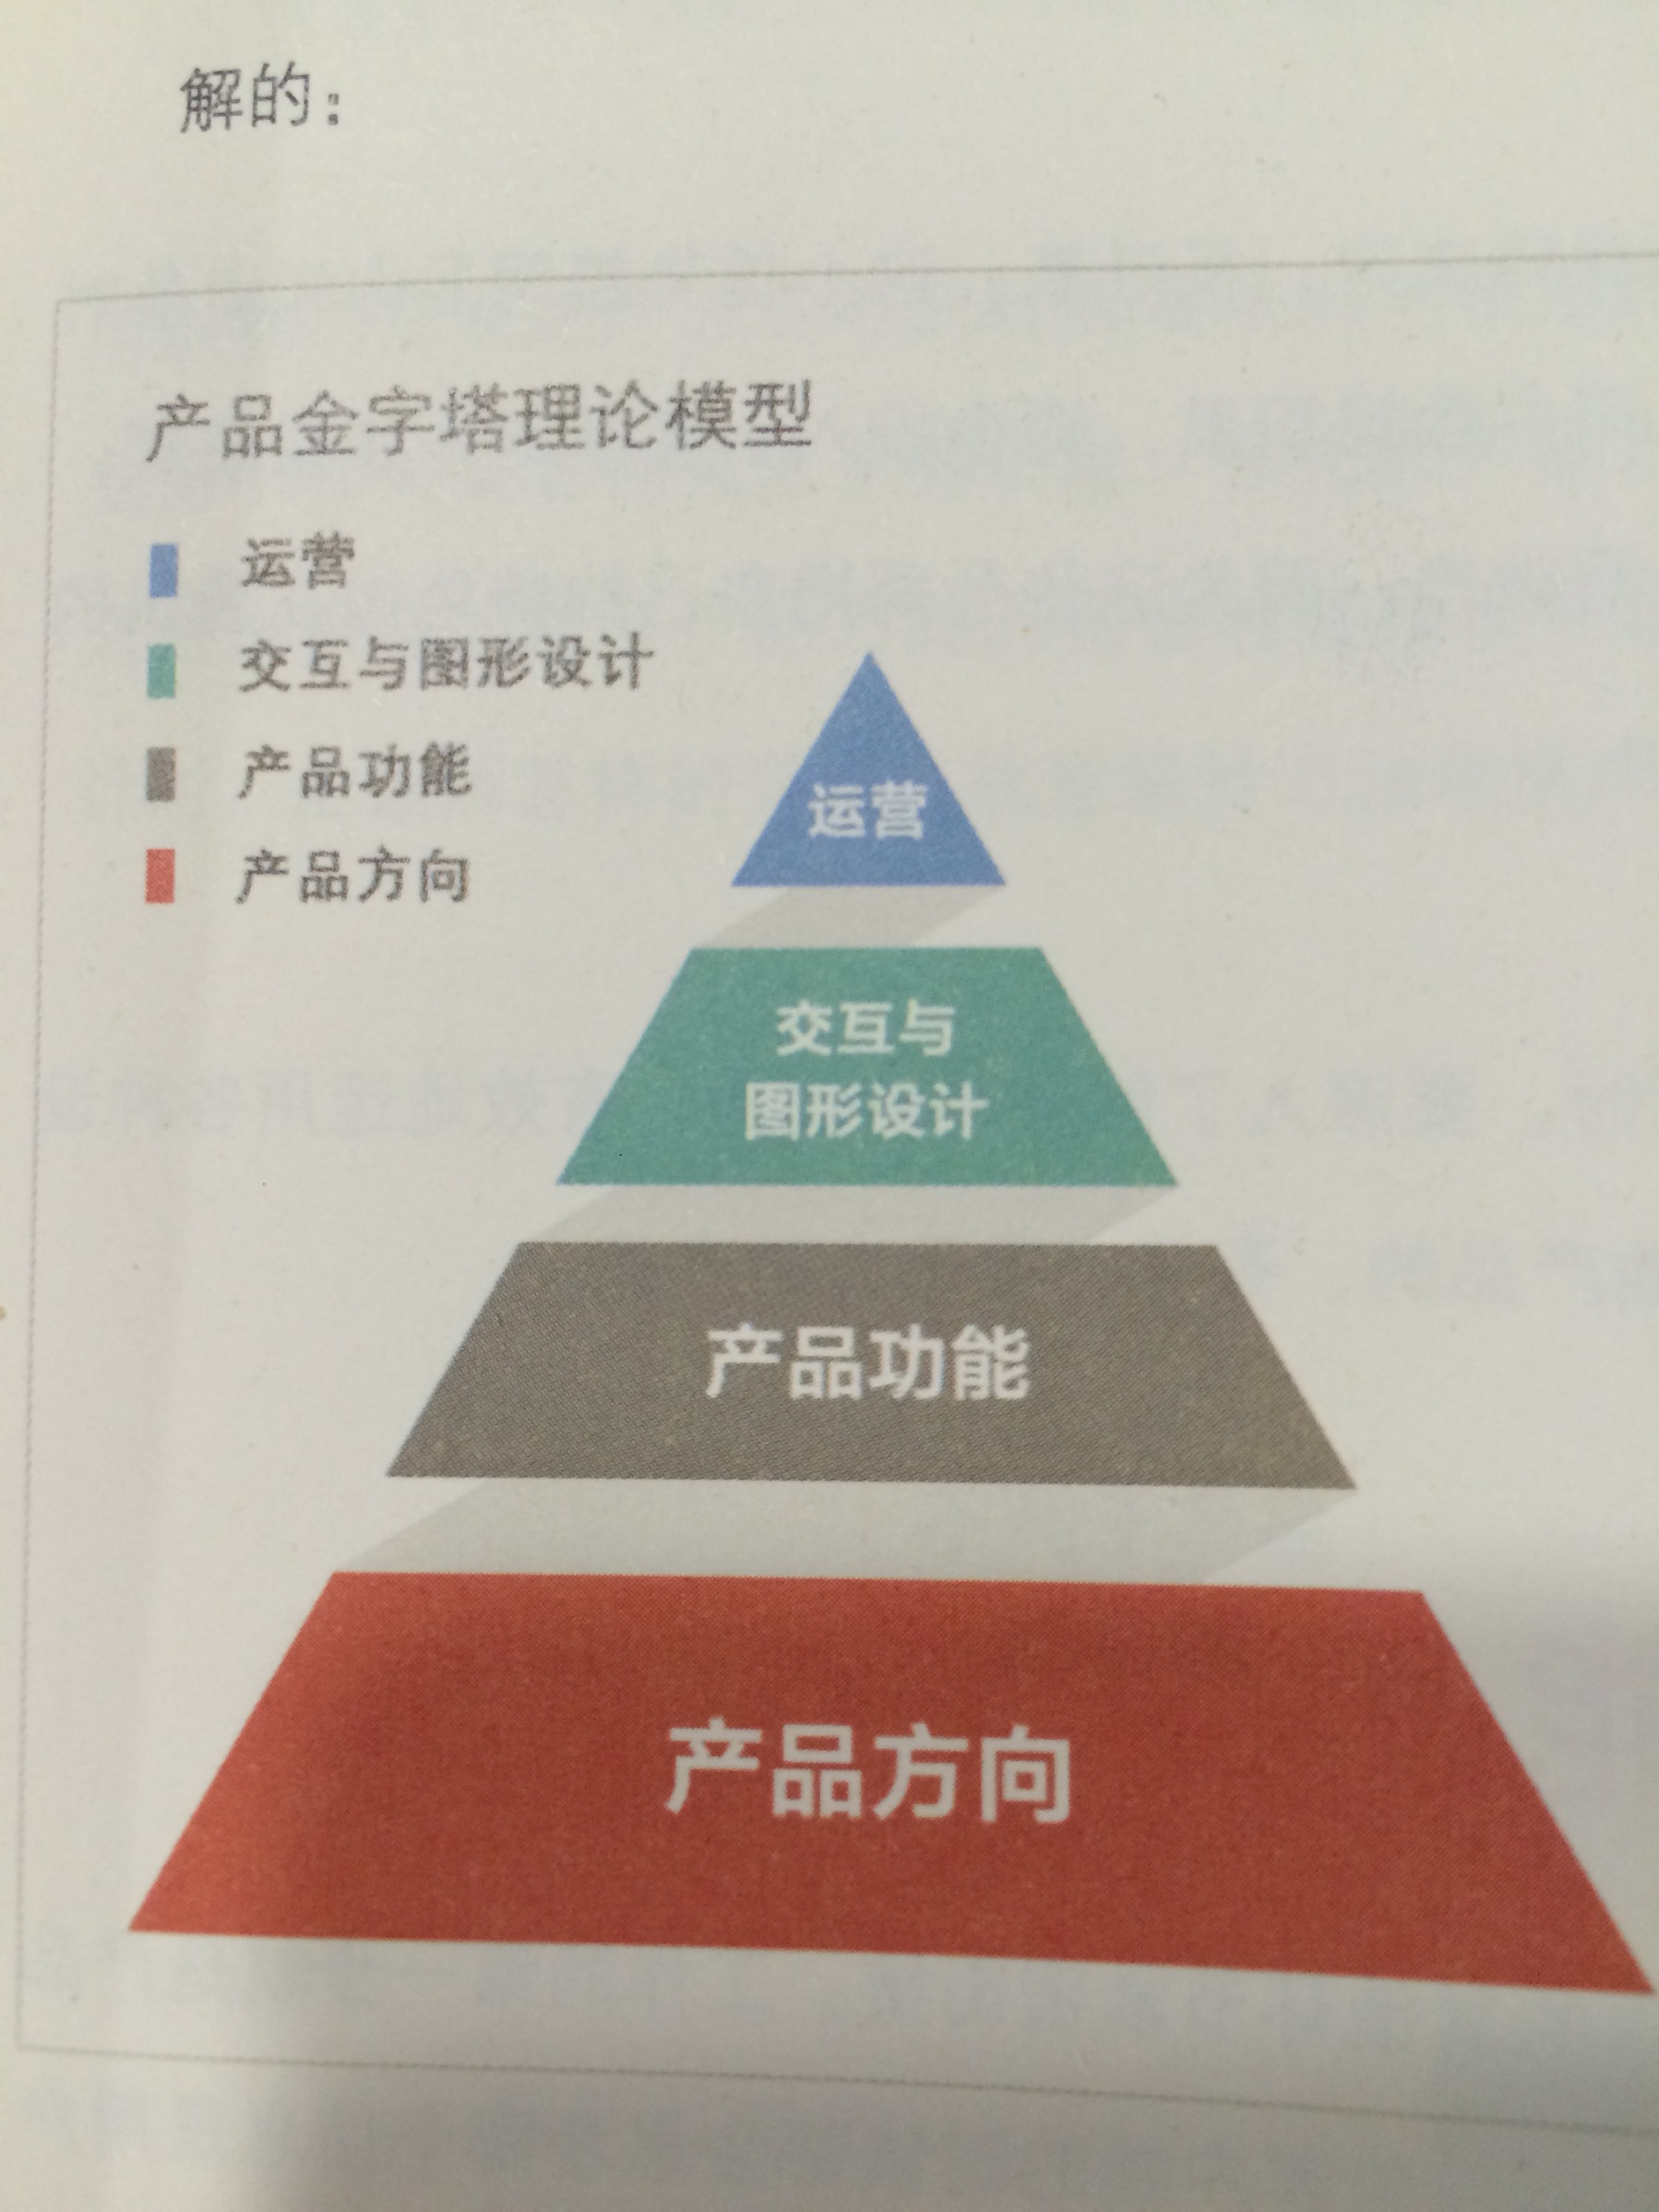 解的：
产品金字塔理论模型
运营
交互与图形设计
产品功能
产品方向
运营
交互与
图形设计
产品功能
产品方向